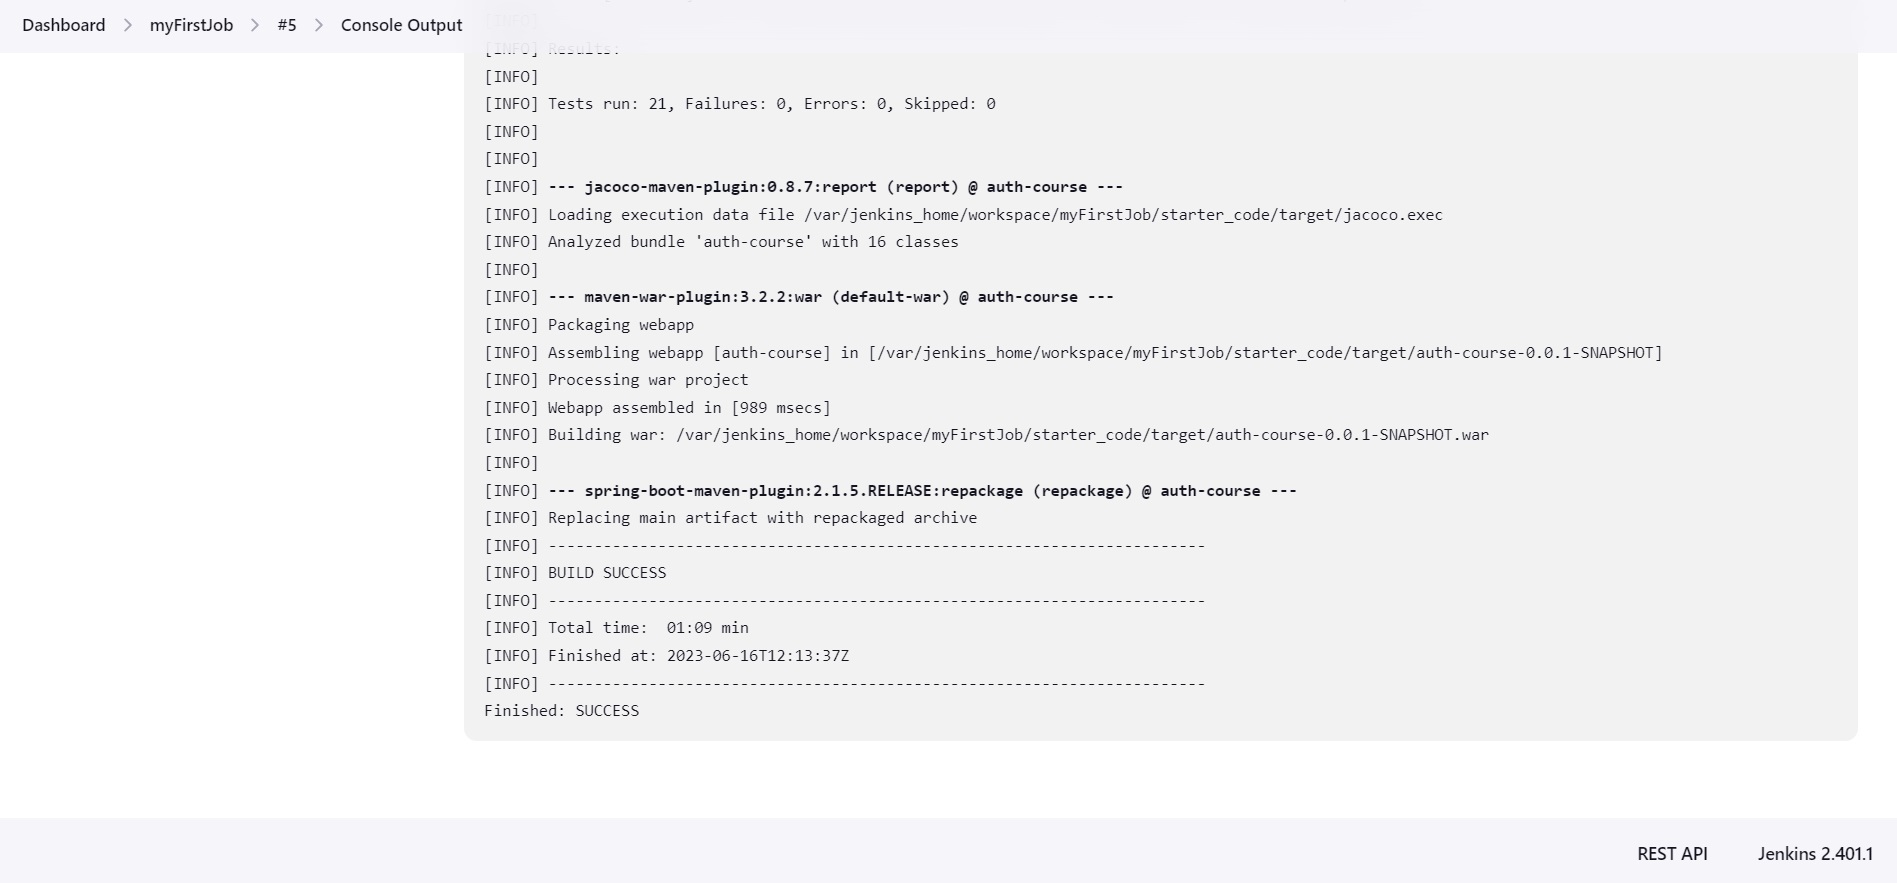 Dashboard > myFirstJob > #5 > Console Output
[INFO]
[INFO] Results:
[INFO]
[INFO] Tests run: 21, Failures: 0, Errors: 0, Skipped: 0
[INFO]
[INFO]
[INFO] --- jacoco-maven-plugin:0.8.7:report (report) @ auth-course ---
[INFO] Loading execution data file /var/jenkins_home/workspace/myFirstJob/starter_code/target/jacoco.exec
[INFO] Analyzed bundle 'auth-course' with 16 classes
[INFO]
[INFO] --- maven-war-plugin:3.2.2:war (default-war) @ auth-course ---
[INFO] Packaging webapp
[INFO] Assembling webapp [auth-course] in [/var/jenkins_home/workspace/myFirstJob/starter_code/target/auth-course-0.0.1-SNAPSHOT]
[INFO] Processing war project
[INFO] Webapp assembled in [989 msecs]
[INFO] Building war: /var/jenkins_home/workspace/myFirstJob/starter_code/target/auth-course-0.0.1-SNAPSHOT.war
[INFO]
[INFO] --- spring-boot-maven-plugin:2.1.5.RELEASE:repackage (repackage) @ auth-course ---
[INFO] Replacing main artifact with repackaged archive
[INFO] ------------------------------------------------------------------------
[INFO] BUILD SUCCESS
[INFO] ------------------------------------------------------------------------
[INFO] Total time:  01:09 min
[INFO] Finished at: 2023-06-16T12:13:37Z
[INFO] ------------------------------------------------------------------------
Finished: SUCCESS
REST API Jenkins 2.401.1